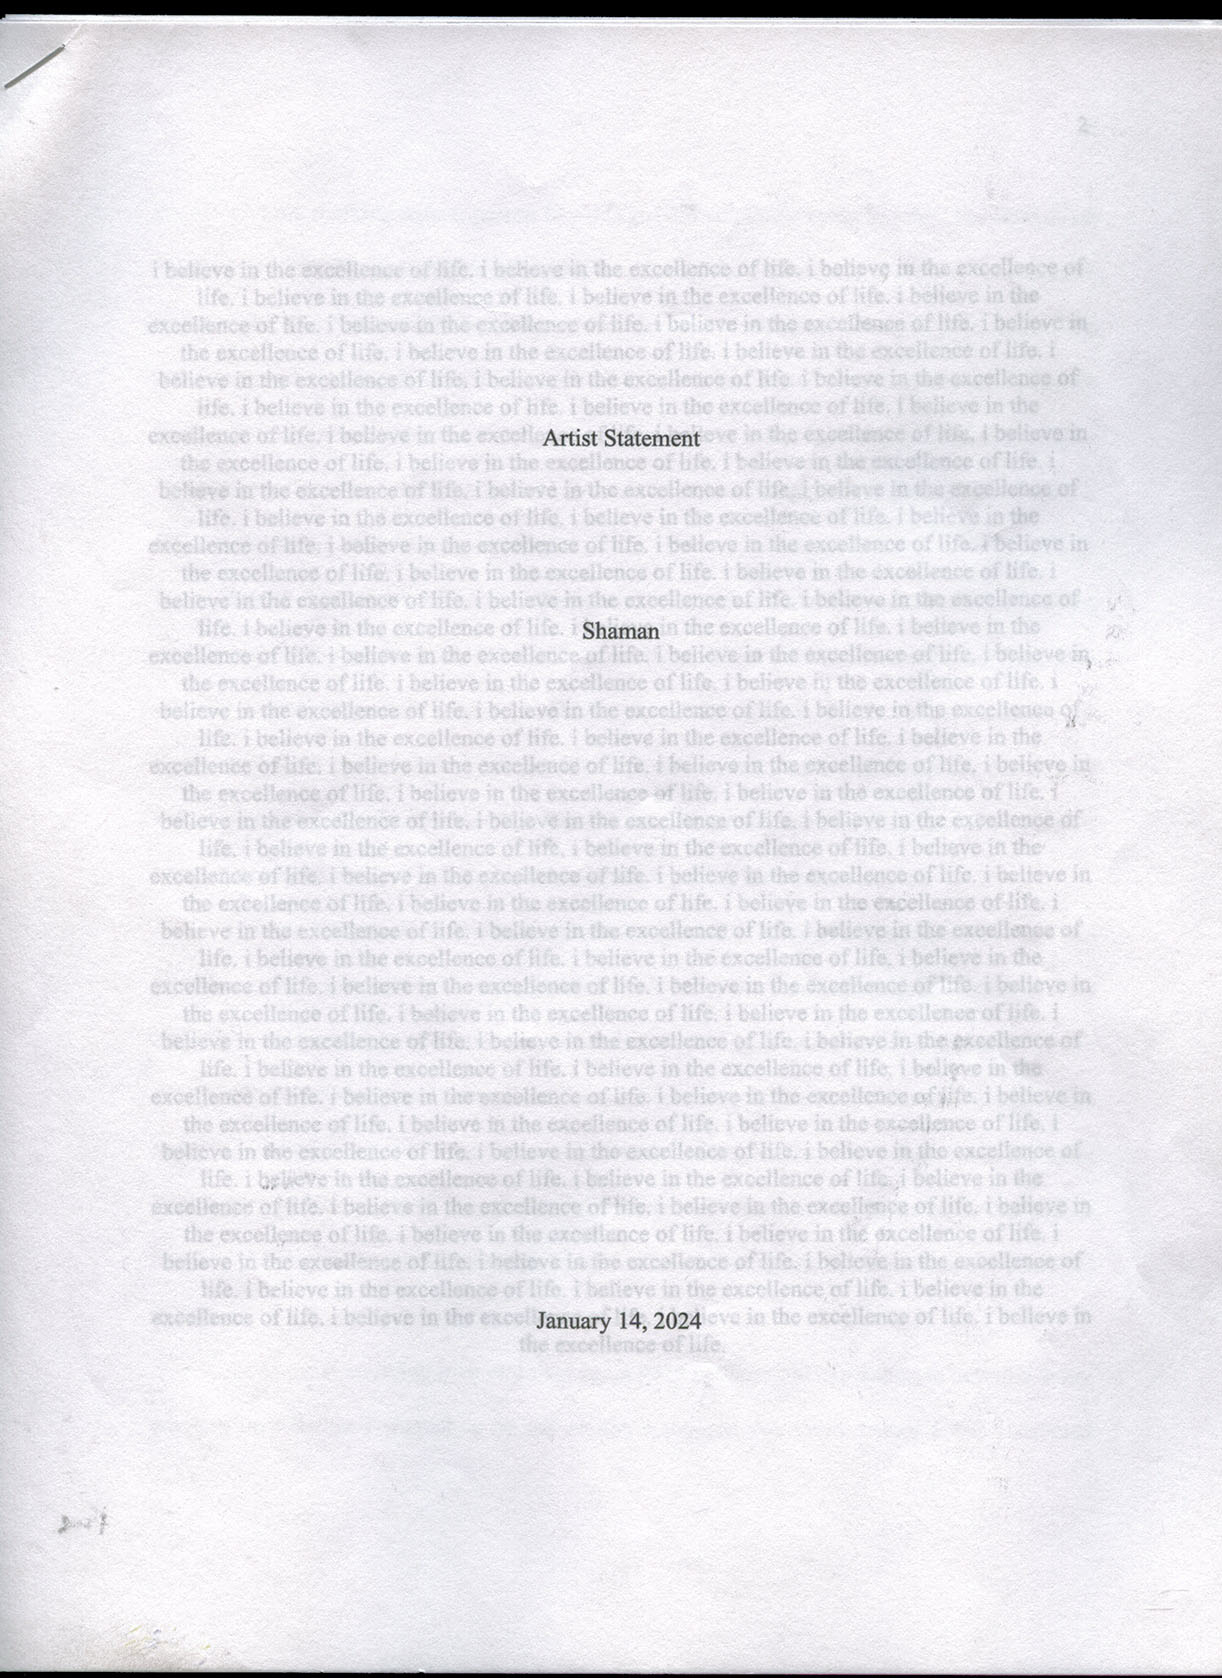 2
i believe in the excellence of life. i believe in the excellence of life. i believe in the excellence of
life. i believe in the excellence of life. i believe in the excellence of life. i believe in the
excellence of life. i believe in the excellence of life. i believe in the excellence of life. i believe in
the excellence of life. i believe in the excellence of life. i believe in the excellence of life. i
believe in the excellence of life. i believe in the excellence of life. i believe in the excellence of
life. i believe in the excellence of life. i believe in the excellence of life. i believe in the
excellence of life. i believe in the excellence of life. i believe in the excellence of life. i believe in
Artist Statement
the excellence of life. i believe in the excellence of life. i believe in the excellence of life. i
believe in the excellence of life. i believe in the excellence of life. i believe in the excellence of
life. i believe in the excellence of life. i believe in the excellence of life. i believe in the
excellence of life. i believe in the excellence of life. i believe in the excellence of life. i believe in
the excellence of life. i believe in the excellence of life. i believe in the excellence of life. i
believe in the excellence of life. i believe in the excellence of life. i believe in the excellence of
life. i believe in the excellence of life. i believe in the excellence of life. i believe in the
Shaman
excellence of life. i believe in the excellence of life. i believe in the excellence of life. i believe in
the excellence of life. i believe in the excellence of life. i believe in the excellence of life. i
believe in the excellence of life. i believe in the excellence of life. i believe in the excellence of
life. i believe in the excellence of life. i believe in the excellence of life. i believe in the
excellence of life. i believe in the excellence of life. i believe in the excellence of life. i believe in
the excellence of life. i believe in the excellence of life. i believe in the excellence of life. i
believe in the excellence of life. i believe in the excellence of life. i believe in the excellence of
life. i believe in the excellence of life. i believe in the excellence of life. i believe in the
excellence of life. i believe in the excellence of life. i believe in the excellence of life. i believe in
the excellence of life. i believe in the excellence of life. i believe in the excellence of life. i
believe in the excellence of life. i believe in the excellence of life. i believe in the excellence of
life. i believe in the excellence of life. i believe in the excellence of life. i believe in the
excellence of life. i believe in the excellence of life. i believe in the excellence of life. i believe in
the excellence of life. i believe in the excellence of life. i believe in the excellence of life. i
believe in the excellence of life. i believe in the excellence of life. i believe in the excellence of
life. i believe in the excellence of life. i believe in the excellence of life. i believe in the
excellence of life. i believe in the excellence of life. i believe in the excellence of life. i believe in
the excellence of life. i believe in the excellence of life. i believe in the excellence of life. i
believe in the excellence of life. i believe in the excellence of life. i believe in the excellence of
life. i believe in the excellence of life. i believe in the excellence of life. i believe in the
excellence of life. i believe in the excellence of life. i believe in the excellence of life. i believe in
the excellence of life. i believe in the excellence of life. i believe in the excellence of life. i
believe in the excellence of life. i believe in the excellence of life. i believe in the excellence of
life. i believe in the excellence of life. i believe in the excellence of life. i believe in the
excellence of life. i believe in the excellence of life. i believe in the excellence of life. i believe in
January 14, 2024
the excellence of life.